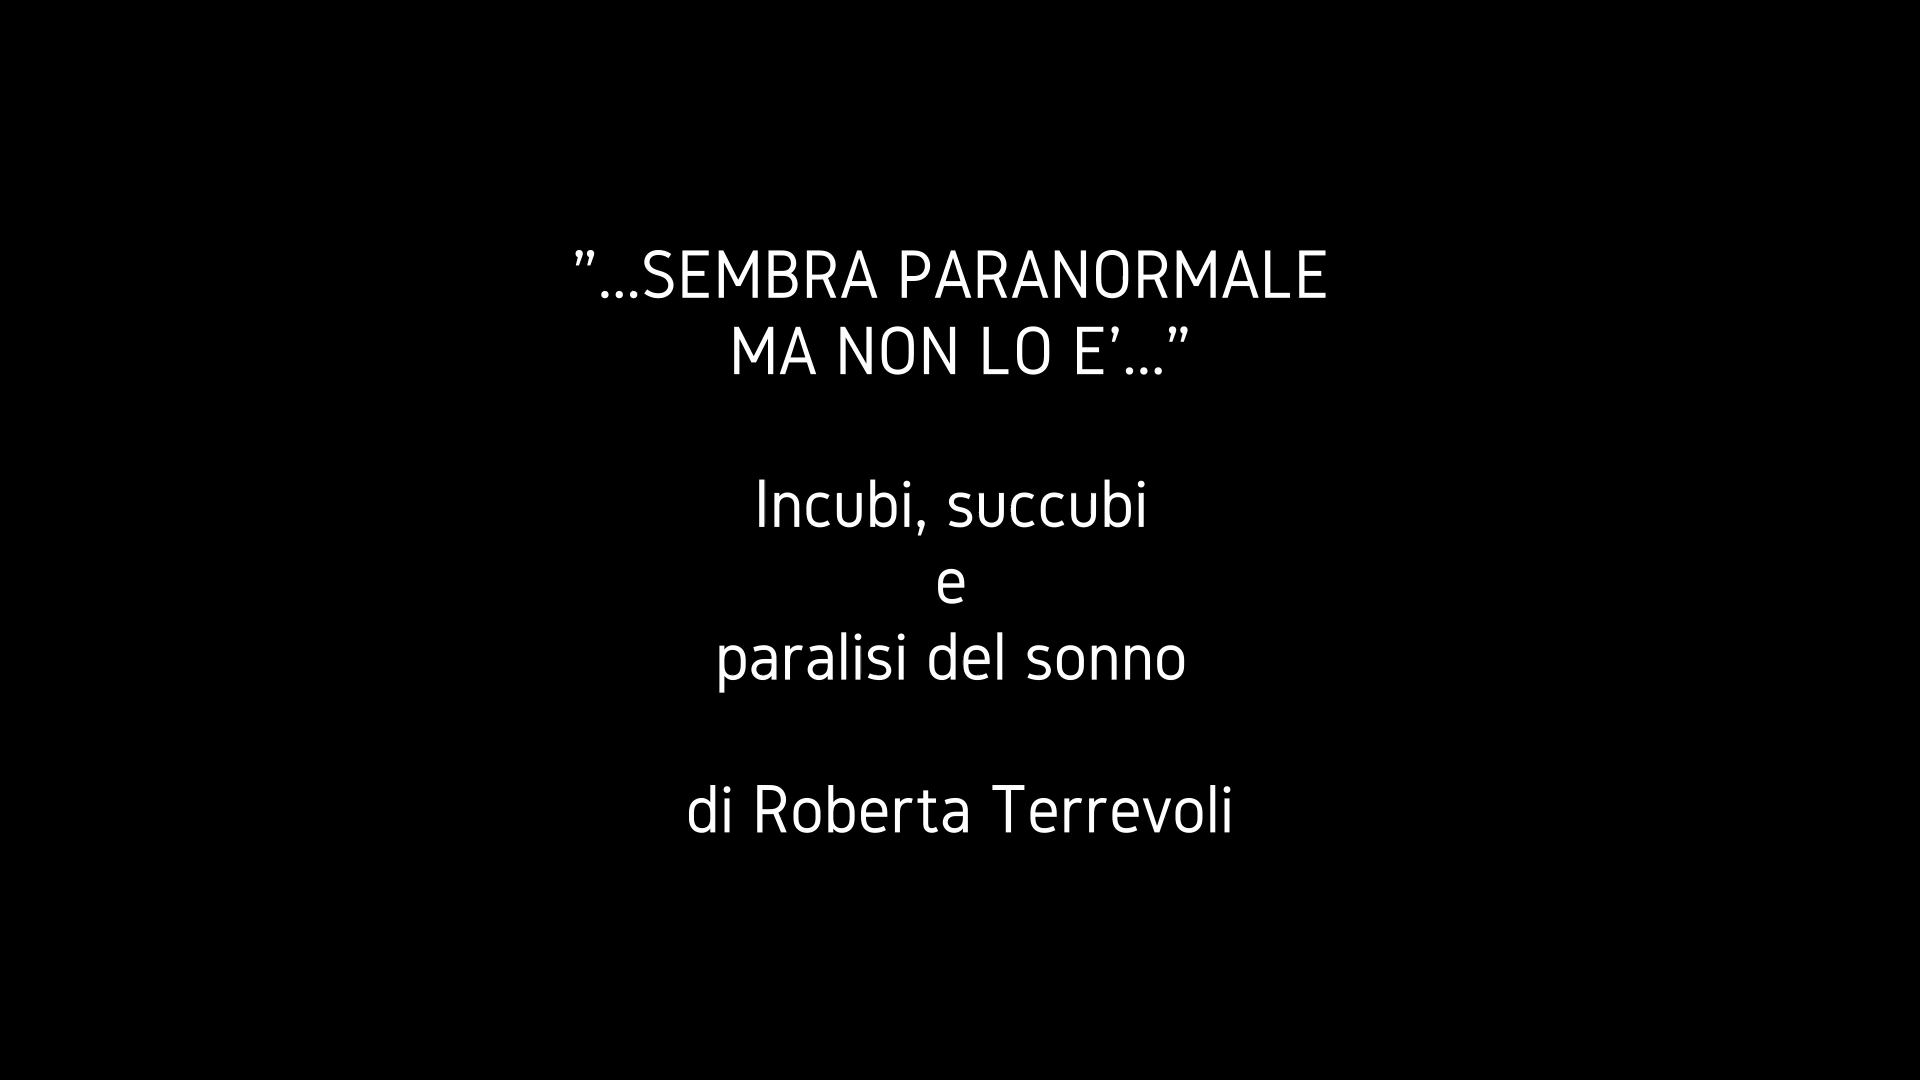 ”...SEMBRA PARANORMALE
MA NON LO E’...”
Incubi, succubi
e
paralisi del sonno
di Roberta Terrevoli